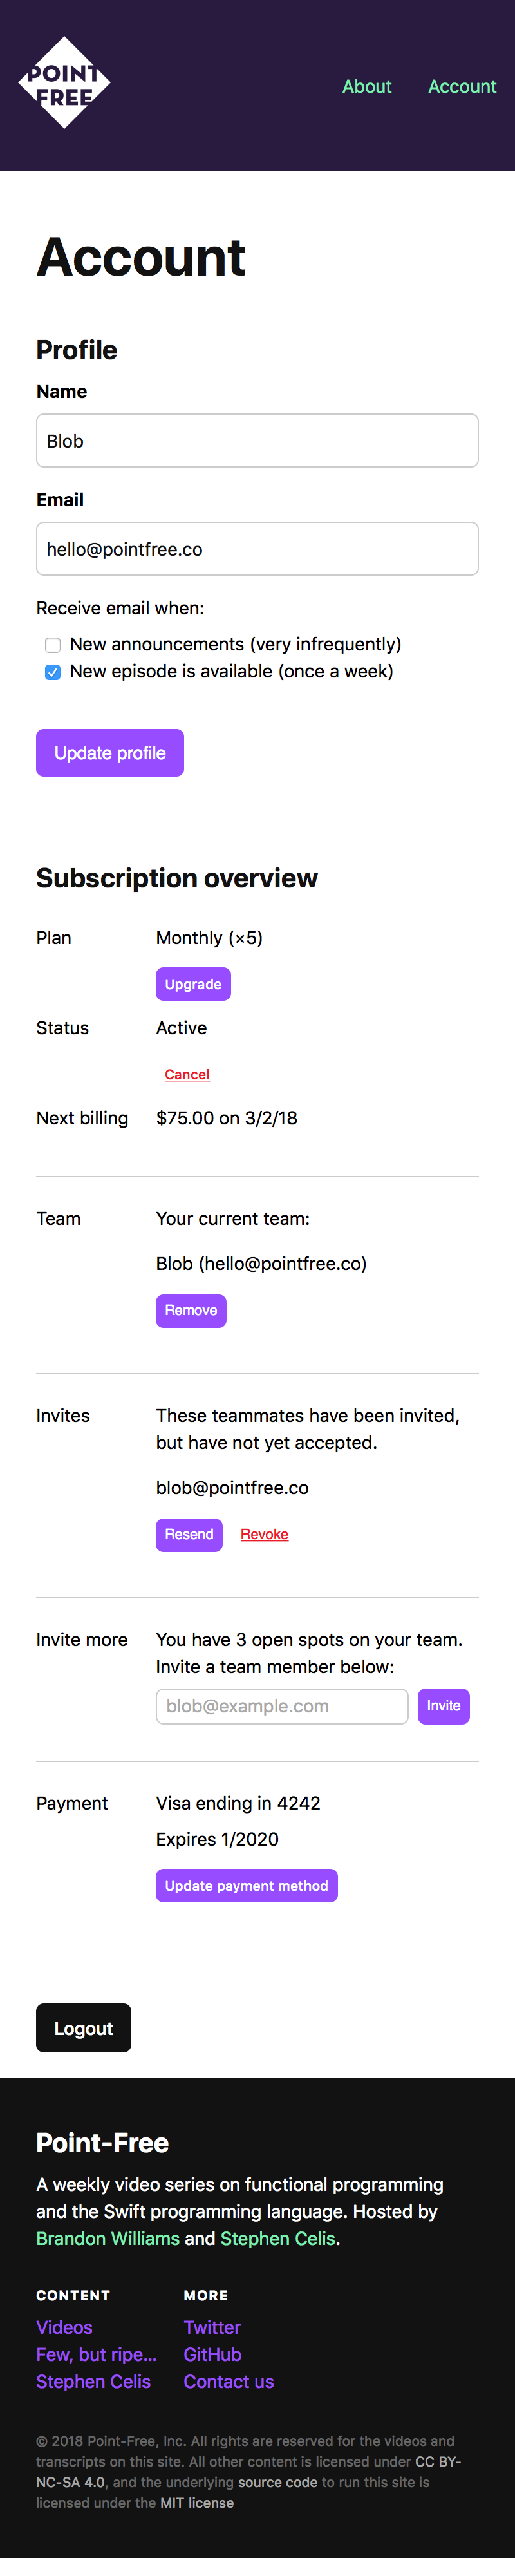 POINT
FREE
About Account
Account
Profile
Name
Blob
Email
hello@pointfree.co
Receive email when:
New announcements (very infrequently)
New episode is available (once a week)
Update profile
Subscription overview
Plan Monthly (×5)
Upgrade
Status Active
Cancel
Next billing $75.00 on 3/2/18
Team Your current team:
Blob (hello@pointfree.co)
Remove
Invites These teammates have been invited,
but have not yet accepted.
blob@pointfree.co
Resend Revoke
Invite more You have 3 open spots on your team.
Invite a team member below:
blob@example.com Invite
Payment Visa ending in 4242
Expires 1/2020
Update payment method
Logout
Point-Free
A weekly video series on functional programming
and the Swift programming language. Hosted by
Brandon Williams and Stephen Celis.
CONTENT MORE
Videos Twitter
Few, but ripe... GitHub
Stephen Celis Contact us
© 2018 Point-Free, Inc. All rights are reserved for the videos and
transcripts on this site. All other content is licensed under CC BY-
NC-SA 4.0, and the underlying source code to run this site is
licensed under the MIT license